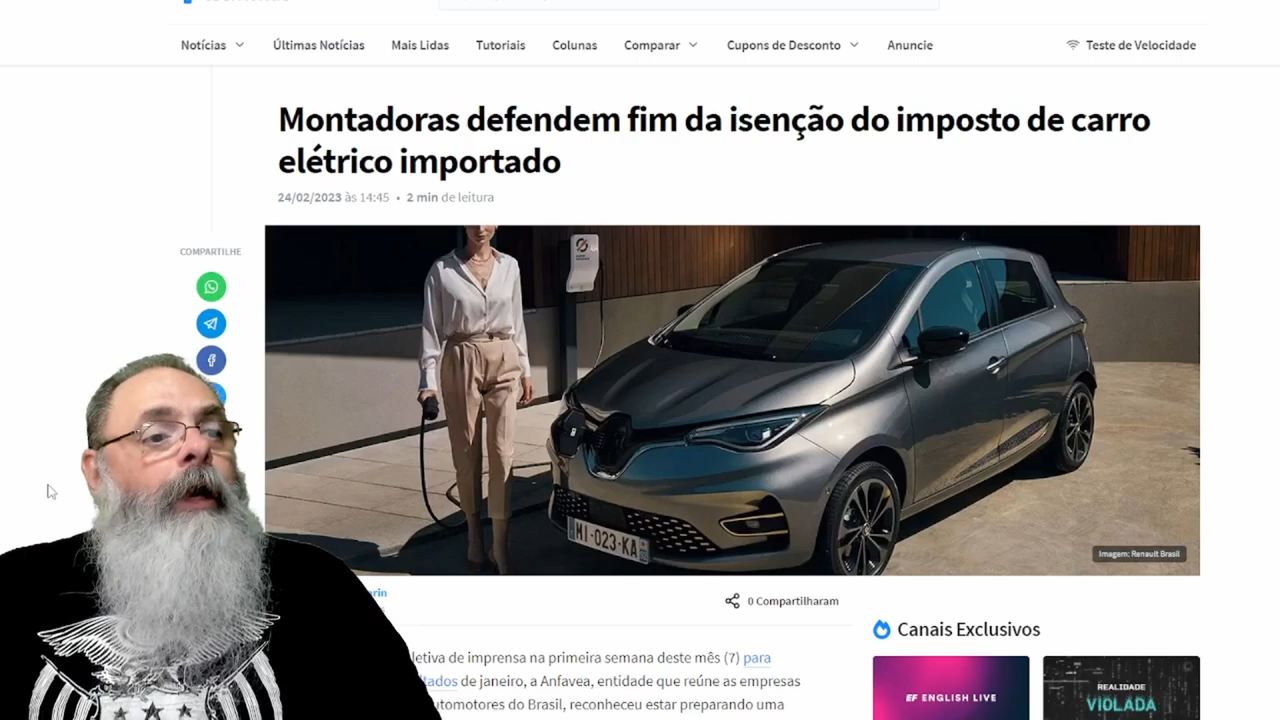 Notícias
Últimas Notícias
Mais Lidas
Tutoriais
Colunas
Comparar
Cupons de Desconto
Anuncie
Teste de Velocidade
Montadoras defendem fim da isenção do imposto de carro
elétrico importado
24/02/2023 às 14:45 • 2 min de leitura
COMPARTILHE
MI-023-KA
Imagem: Renault Brasil
0 Compartilharam
de imprensa na primeira semana deste mês (7) para
de janeiro, a Anfavea, entidade que reúne as empresas
do Brasil, reconheceu estar preparando uma
Canais Exclusivos
EF ENGLISH LIVE
REALIDADE
VIOLADA